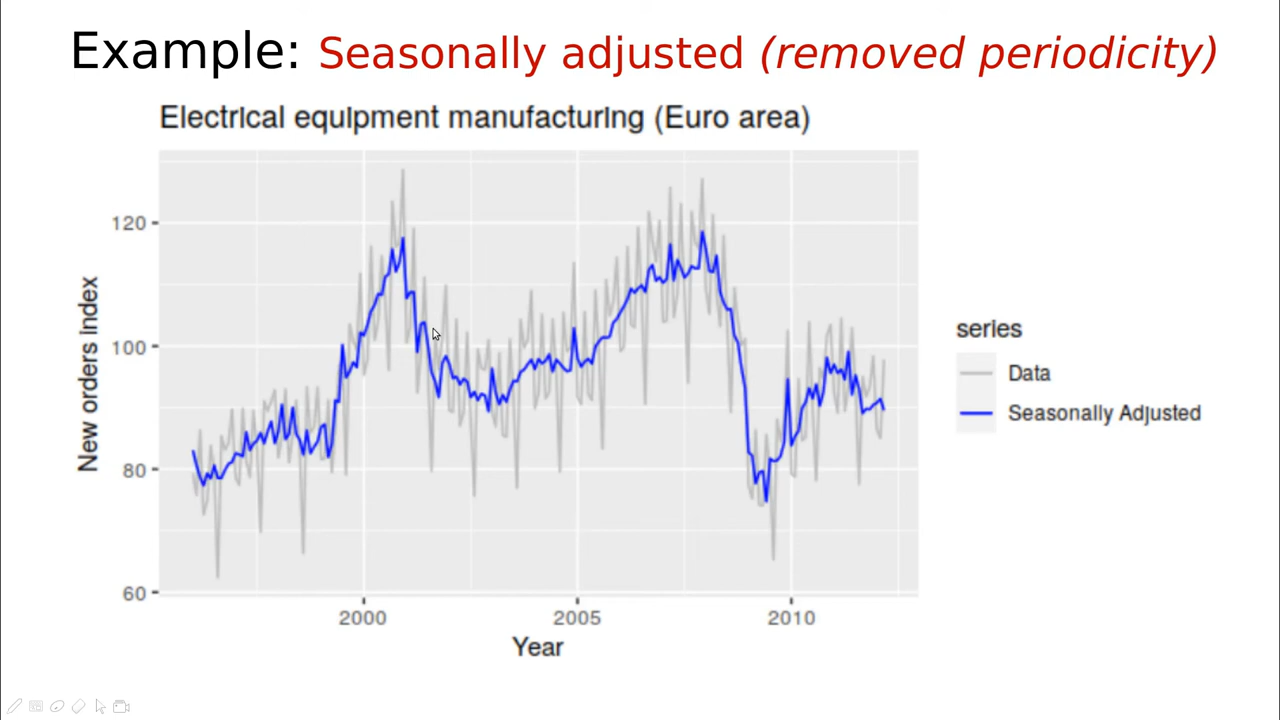 Example: Seasonally adjusted (removed periodicity)
Electrical equipment manufacturing (Euro area)
New orders index
120
100
80
60
2000
2005
2010
Year
series
Data
Seasonally Adjusted